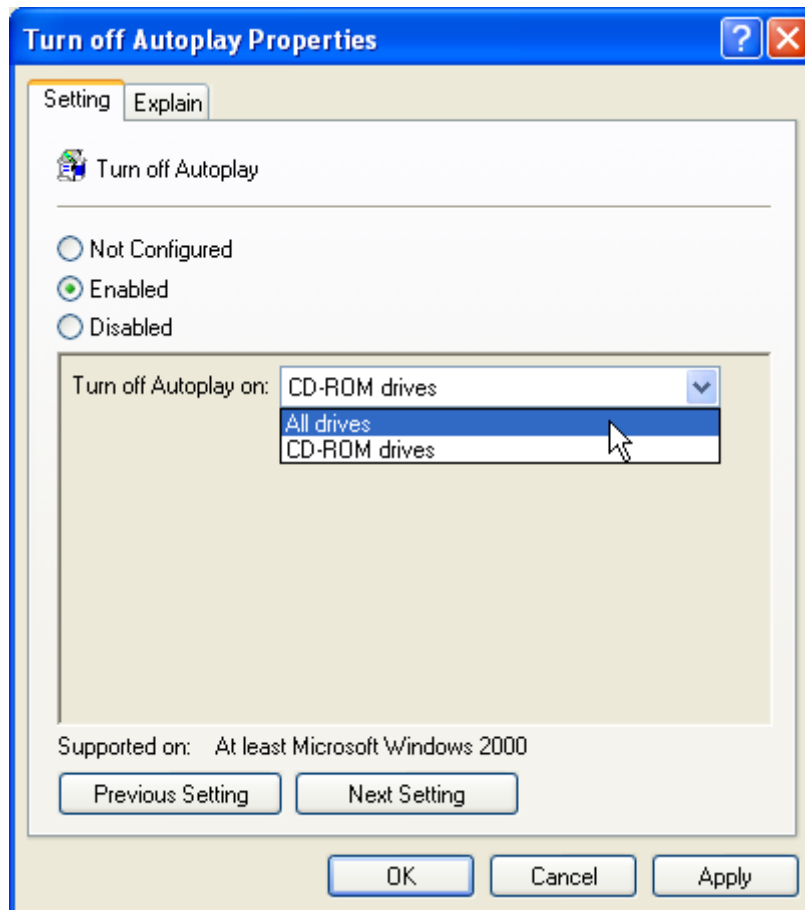 Turn off Autoplay Properties
Setting Explain
Turn off Autoplay
Not Configured
Enabled
Disabled
Turn off Autoplay on: CD-ROM drives
All drives
CD-ROM drives
Supported on: At least Microsoft Windows 2000
Previous Setting Next Setting
OK Cancel Apply